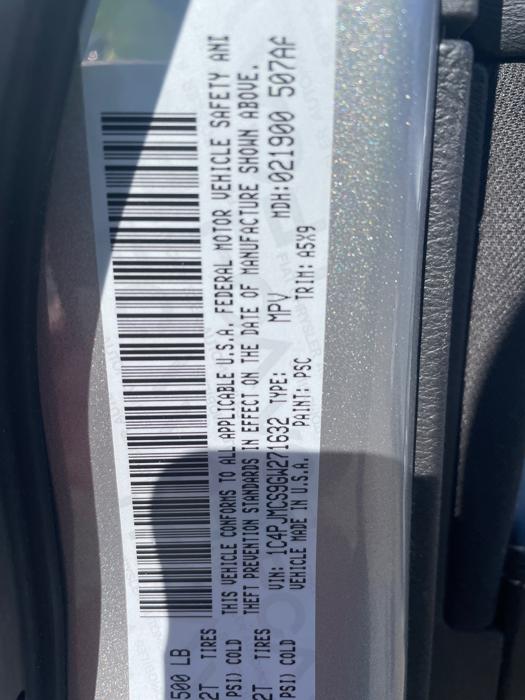 500 LB
2T TIRES
PSI) COLD
THIS VEHICLE CONFORMS TO ALL APPLICABLE U.S.A. FEDERAL MOTOR VEHICLE SAFETY AND
THEFT PREVENTION STANDARDS IN EFFECT ON THE DATE OF MANUFACTURE SHOWN ABOVE.
2T TIRES VIN: 1C4PJMCS9GW271632 TYPE: MPV MDH:021900 507AF
PSI) COLD VEHICLE MADE IN U.S.A. PAINT: PSC TRIM: A5X9